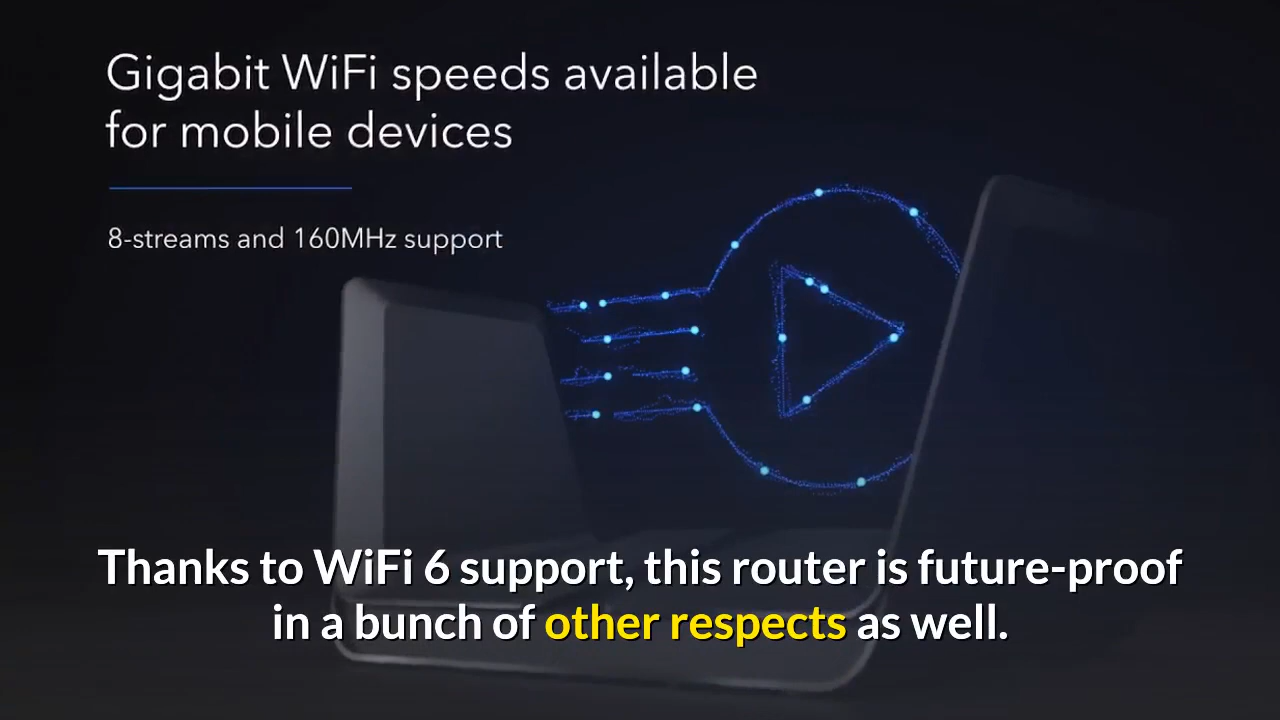 Gigabit WiFi speeds available
for mobile devices
8-streams and 160MHz support
Thanks to WiFi 6 support, this router is future-proof
in a bunch of other respects as well.